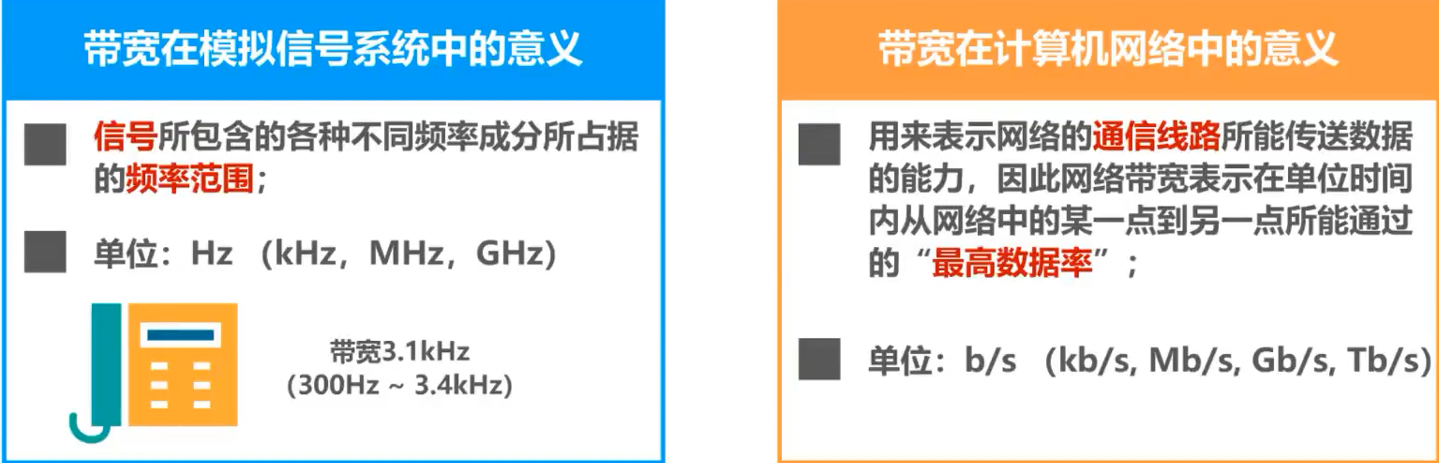 带宽在模拟信号系统中的意义
信号所包含的各种不同频率成分所占据
的频率范围；
单位：Hz （kHz，MHz，GHz）
带宽3.1kHz
（300Hz ~ 3.4kHz）
带宽在计算机网络中的意义
用来表示网络的通信线路所能传送数据
的能力，因此网络带宽表示在单位时间
内从网络中的某一点到另一点所能通过
的“最高数据率”；
单位：b/s （kb/s, Mb/s, Gb/s, Tb/s）